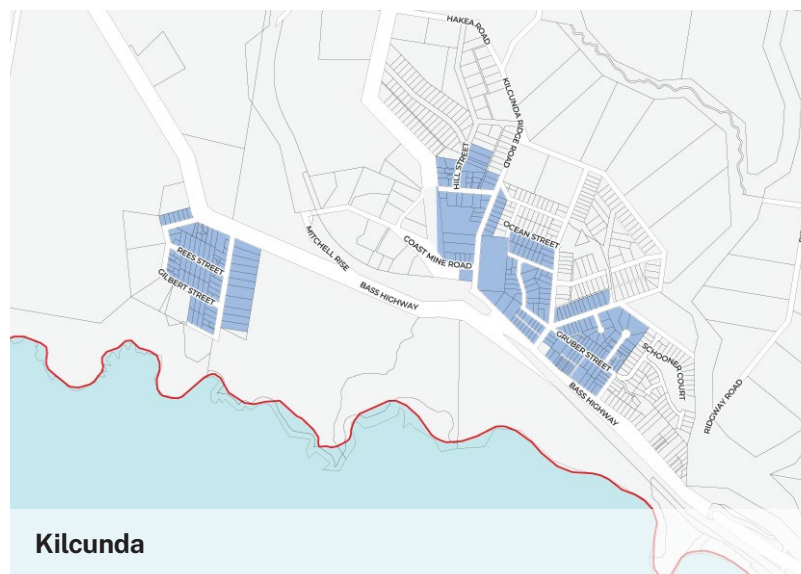 HAKEA ROAD
KILCUNDA RIDGE ROAD
HILL STREET
OCEAN STREET
COAST MINE ROAD
MITCHELL RISE
REES STREET
GILBERT STREET
BASS HIGHWAY
GRUBER STREET
SCHOONER COURT
BASS HIGHWAY
RIDGWAY ROAD
Kilcunda